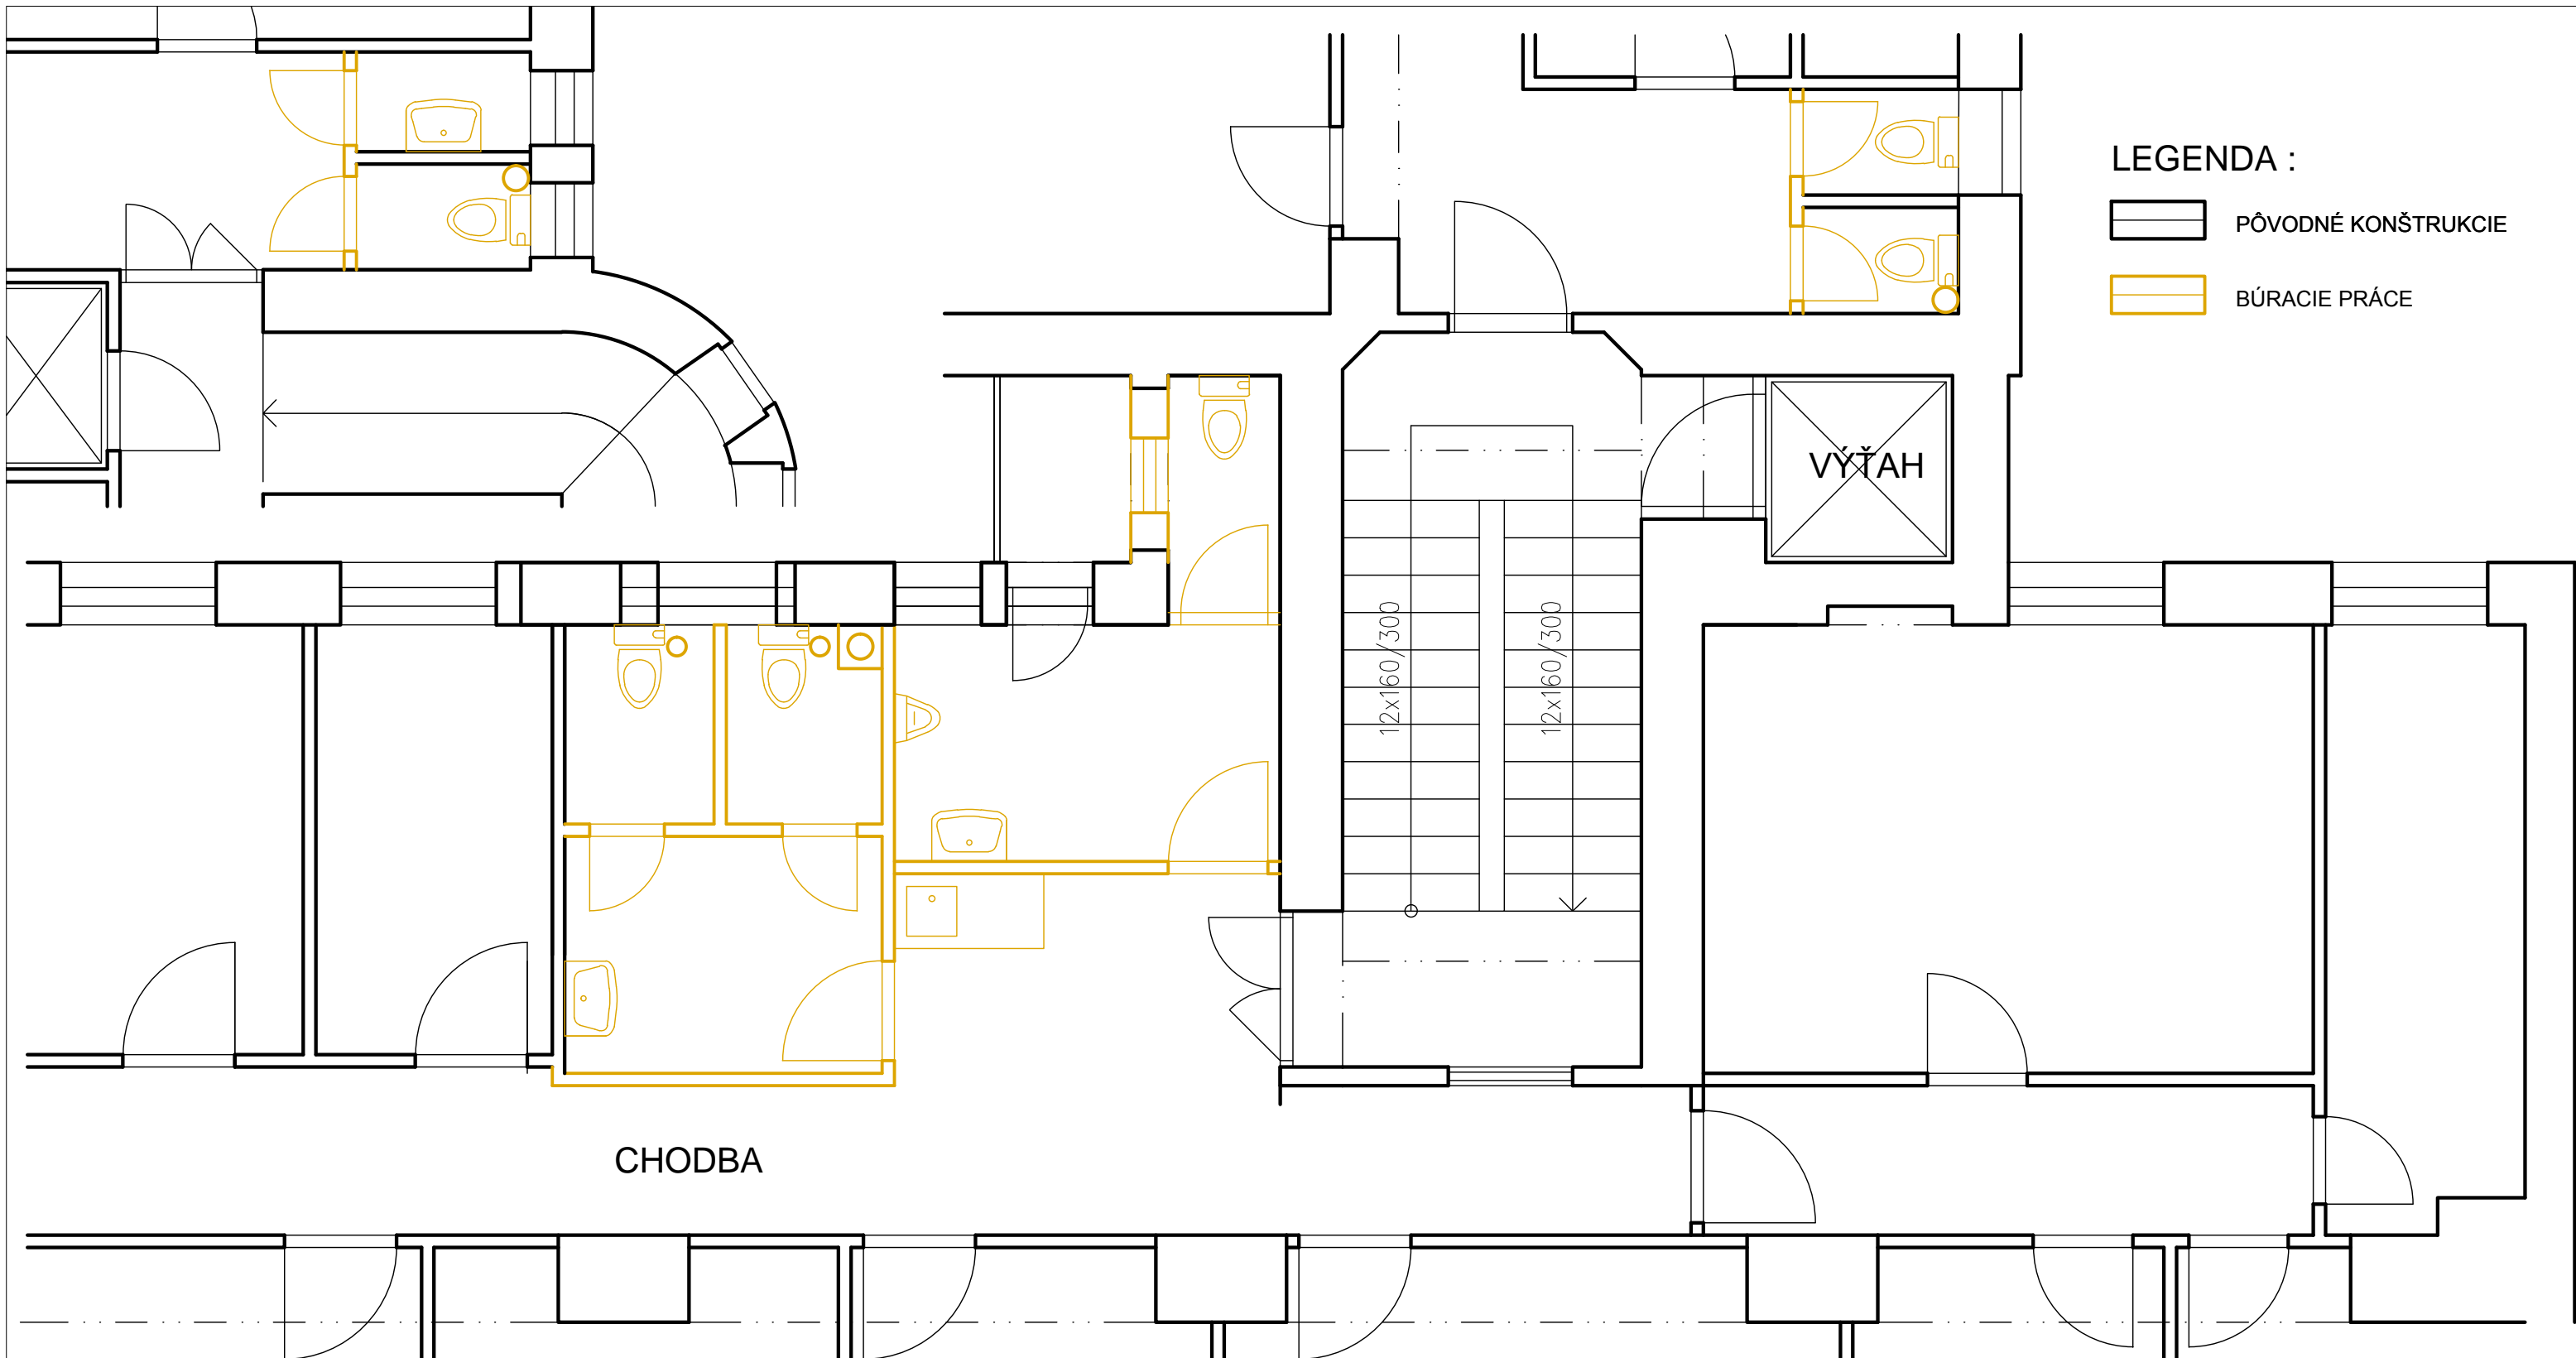 LEGENDA :
PÔVODNÉ KONŠTRUKCIE
BÚRACIE PRÁCE
VÝŤAH
12x160/300
12x160/300
CHODBA